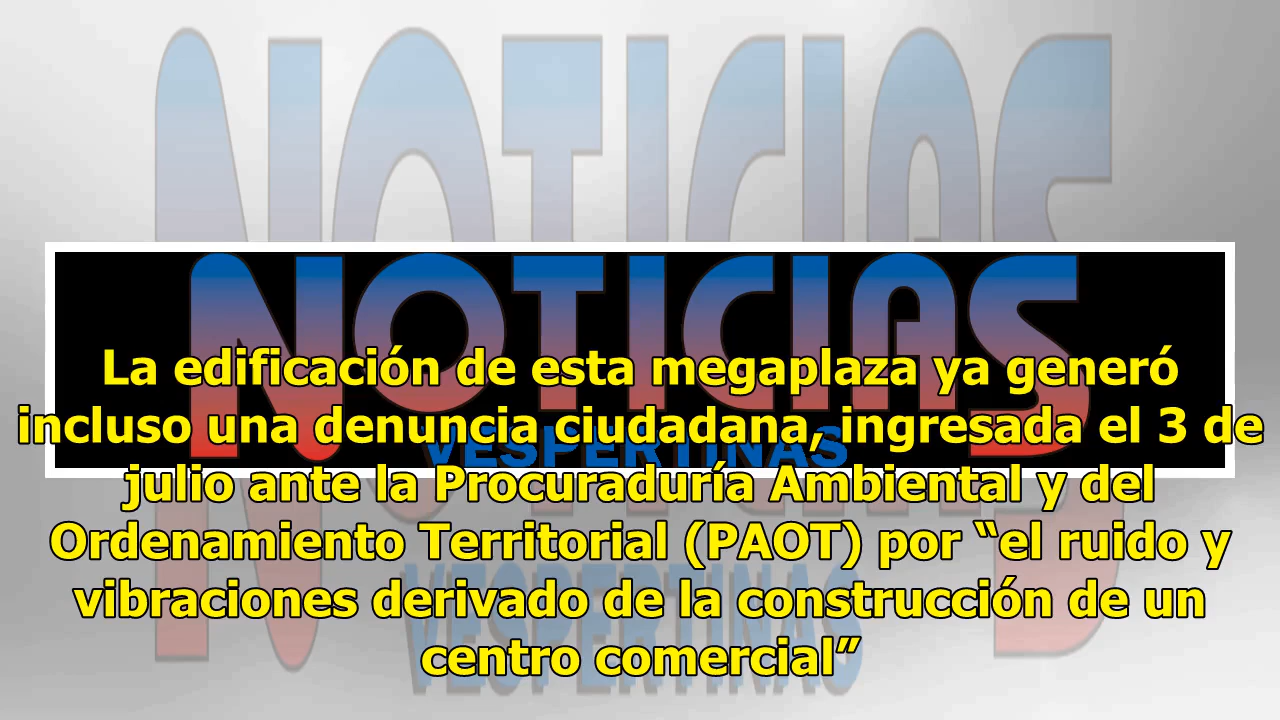 NOTICIAS
VESPERTINAS
NOTICIAS
VESPERTINAS
La edificación de esta megaplaza ya generó
incluso una denuncia ciudadana, ingresada el 3 de
julio ante la Procuraduría Ambiental y del
Ordenamiento Territorial (PAOT) por “el ruido y
vibraciones derivado de la construcción de un
centro comercial”